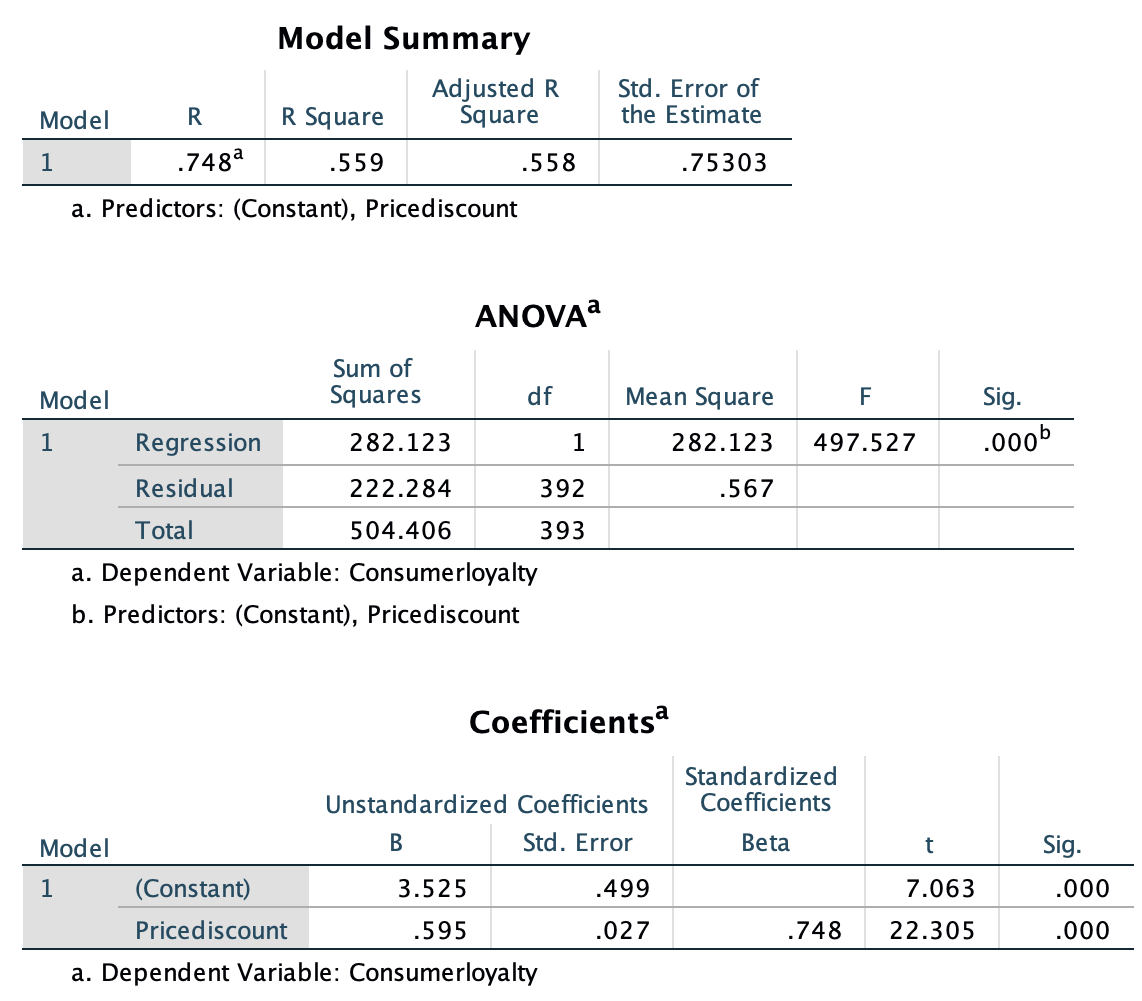 Model Summary
Model R R Square Adjusted R Square Std. Error of the Estimate
1 .748a .559 .558 .75303
a. Predictors: (Constant), Pricediscount
ANOVAa
Model Sum of Squares df Mean Square F Sig.
1 Regression 282.123 1 282.123 497.527 .000b
Residual 222.284 392 .567
Total 504.406 393
a. Dependent Variable: Consumerloyalty
b. Predictors: (Constant), Pricediscount
Coefficientsa
Unstandardized Coefficients Standardized Coefficients
Model B Std. Error Beta t Sig.
1 (Constant) 3.525 .499 7.063 .000
Pricediscount .595 .027 .748 22.305 .000
a. Dependent Variable: Consumerloyalty